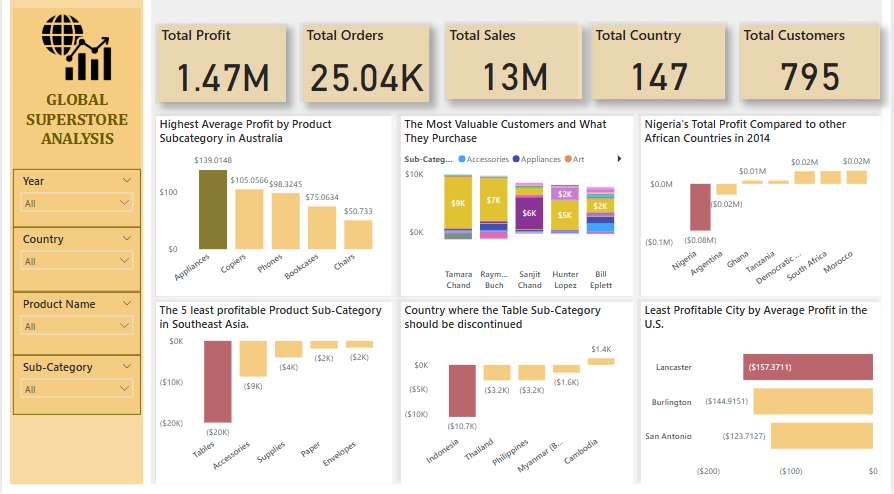 GLOBAL
SUPERSTORE
ANALYSIS
Year
All
Country
All
Product Name
All
Sub-Category
All
Total Profit
1.47M
Total Orders
25.04K
Total Sales
13M
Total Country
147
Total Customers
795
Highest Average Profit by Product
Subcategory in Australia
$139.0148
$105.0566
$98.3245
$75.0634
$50.733
$100
$0
Appliances
Copiers
Phones
Bookcases
Chairs
The Most Valuable Customers and What
They Purchase
Sub-Categ... Accessories Appliances Art
$10K
$0K
$9K
$7K
$6K
$2K
$5K
$2K
Tamara
Chand
Raym...
Buch
Sanjit
Chand
Hunter
Lopez
Bill
Eplett
Nigeria's Total Profit Compared to other
African Countries in 2014
$0.0M
($0.1M)
($0.08M)
($0.02M)
$0.01M
$0.02M
$0.02M
Nigeria
Argentina
Ghana
Tanzania
Democratic ...
South Africa
Morocco
The 5 least profitable Product Sub-Category
in Southeast Asia.
$0K
($10K)
($20K)
($20K)
($9K)
($4K)
($2K)
($2K)
Tables
Accessories
Supplies
Paper
Envelopes
Country where the Table Sub-Category
should be discontinued
$0K
($5K)
($10K)
($10.7K)
($3.2K)
($3.2K)
($1.6K)
$1.4K
Indonesia
Thailand
Philippines
Myanmar (B...
Cambodia
Least Profitable City by Average Profit in the
U.S.
Lancaster
($157.3711)
Burlington
($144.9151)
San Antonio
($123.7127)
($200)
($100)
$0